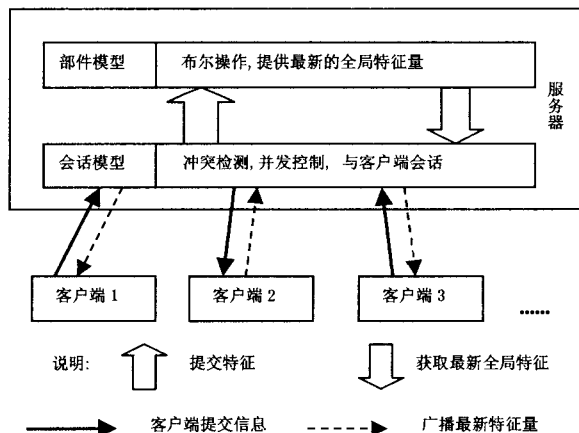 部件模型 布尔操作,提供最新的全局特征量
服务器
会话模型 冲突检测,并发控制, 与客户端会话
客户端 1 客户端 2 客户端 3 ......
说明: 提交特征 获取最新全局特征
客户端提交信息 广播最新特征量